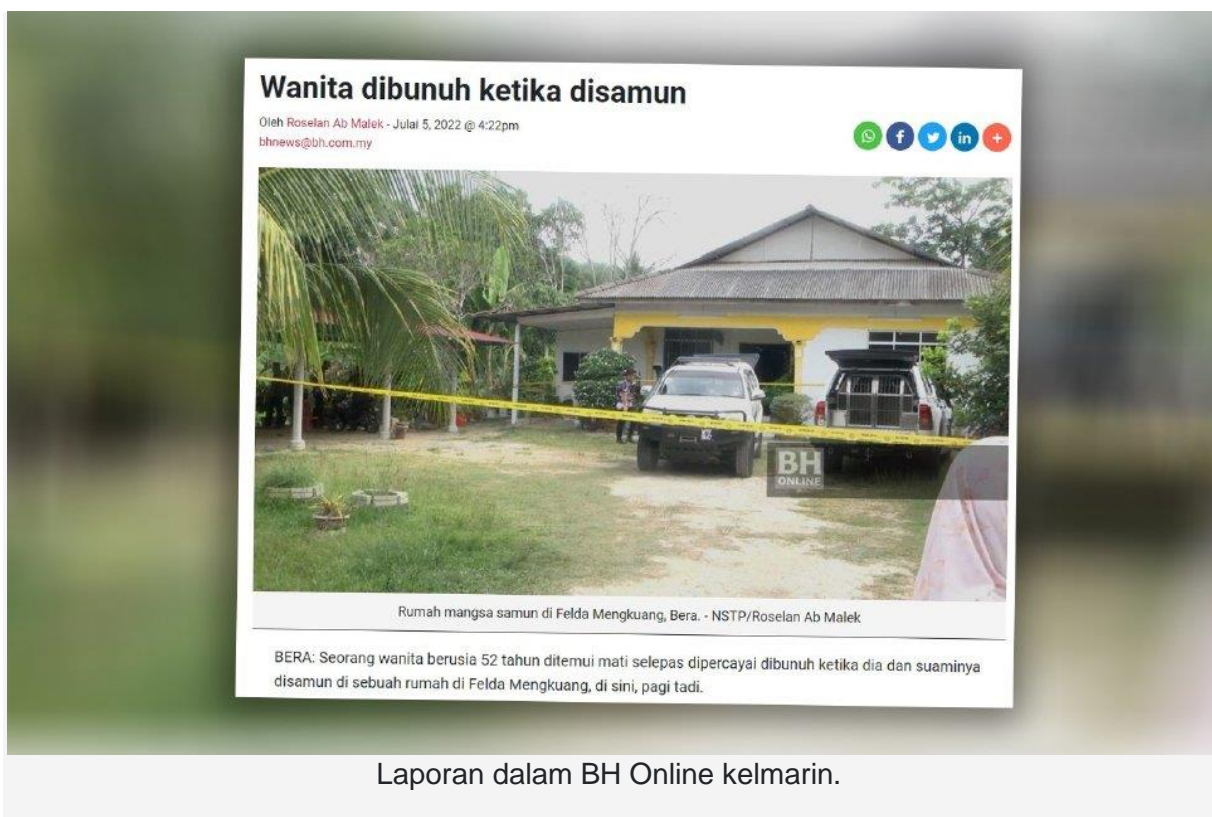 Wanita dibunuh ketika disamun
Oleh Roselan Ab Malek - Julai 5, 2022 @ 4:22pm
bhnews@bh.com.my
BH
ONLINE
Rumah mangsa samun di Felda Mengkuang, Bera. - NSTP/Roselan Ab Malek
BERA: Seorang wanita berusia 52 tahun ditemui mati selepas dipercayai dibunuh ketika dia dan suaminya
disamun di sebuah rumah di Felda Mengkuang, di sini, pagi tadi.
Laporan dalam BH Online kelmarin.